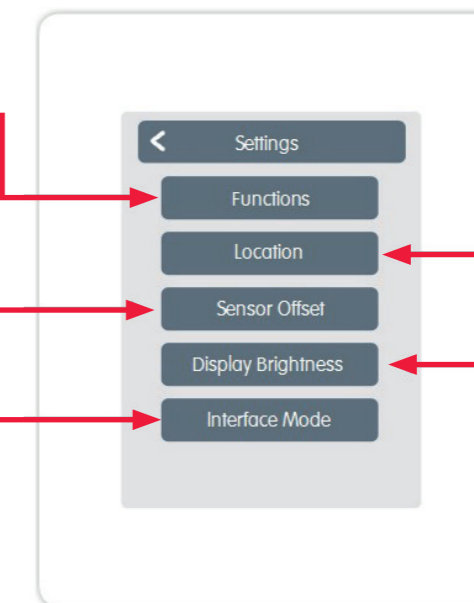 Settings
Functions
Location
Sensor Offset
Display Brightness
Interface Mode